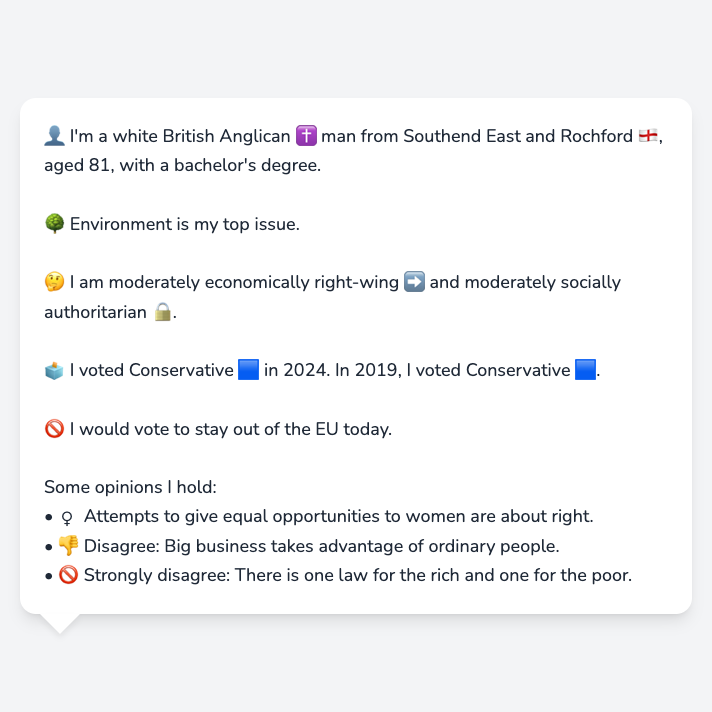 👤 I'm a white British Anglican ✝️ man from Southend East and Rochford 🏴󠁧󠁢󠁥󠁮󠁧󠁿,
aged 81, with a bachelor's degree.
🌳 Environment is my top issue.
🤔 I am moderately economically right-wing ➡️ and moderately socially
authoritarian 🔒.
🗳️ I voted Conservative 🟦 in 2024. In 2019, I voted Conservative 🟦.
🚫 I would vote to stay out of the EU today.
Some opinions I hold:
• ♀ Attempts to give equal opportunities to women are about right.
• 👎 Disagree: Big business takes advantage of ordinary people.
• 🚫 Strongly disagree: There is one law for the rich and one for the poor.